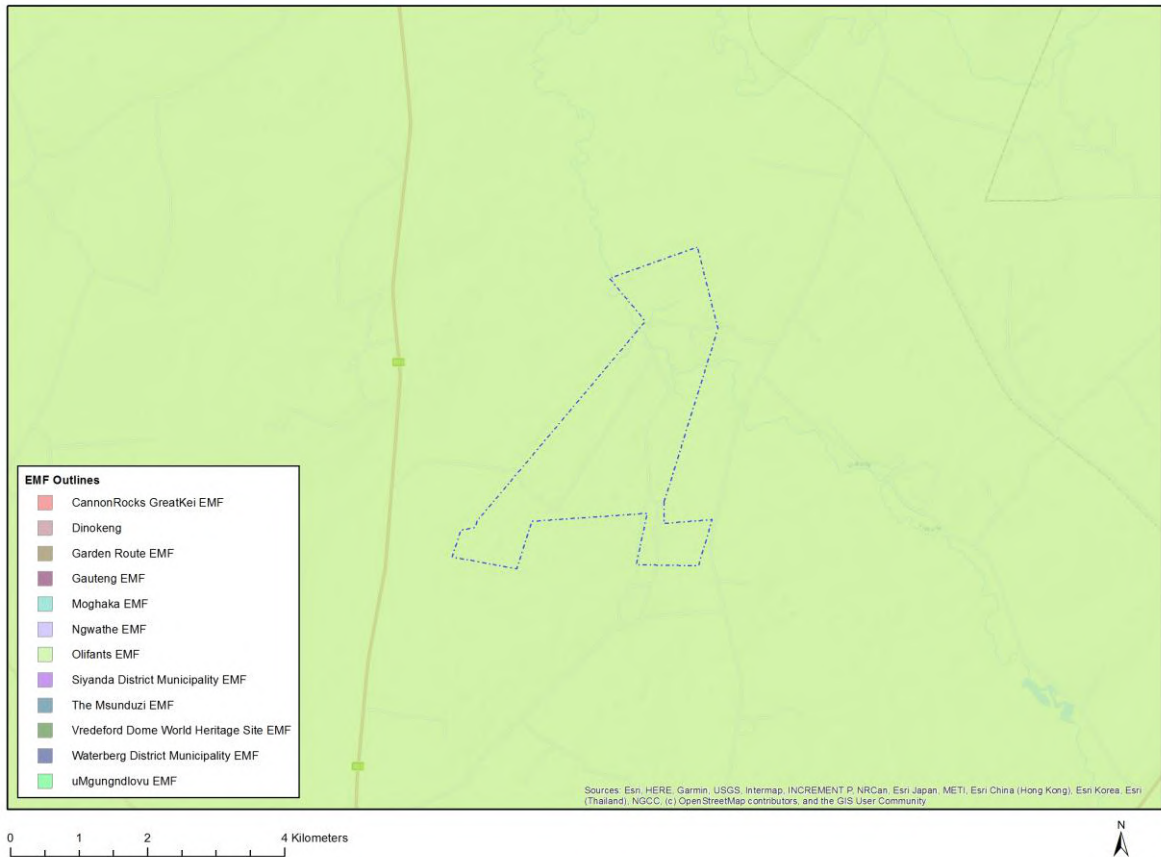 EMF Outlines
CannonRocks GreatKei EMF
Dinokeng
Garden Route EMF
Gauteng EMF
Moghaka EMF
Ngwathe EMF
Olifants EMF
Siyanda District Municipality EMF
The Msunduzi EMF
Vredeford Dome World Heritage Site EMF
Waterberg District Municipality EMF
uMgungndlovu EMF
Sources: Esri, HERE, Garmin, USGS, Intermap, INCREMENT P, NRCan, Esri Japan, METI, Esri China (Hong Kong), Esri Korea, Esri
(Thailand), NGCC, (c) OpenStreetMap contributors, and the GIS User Community
0 1 2 4 Kilometers
N